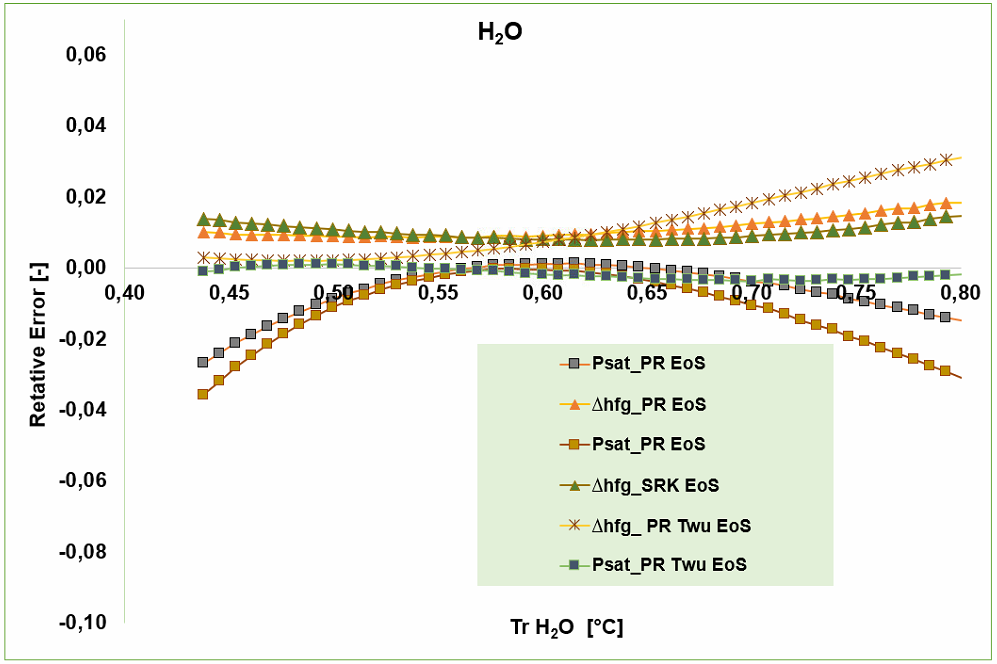 H₂O
0,06
0,04
0,02
0,00
-0,02
-0,04
-0,06
-0,08
-0,10
Retative Error [-]
0,40 0,45 0,50 0,55 0,60 0,65 0,70 0,75 0,80
Psat_PR EoS
Δhfg_PR EoS
Psat_PR EoS
Δhfg_SRK EoS
Δhfg_ PR Twu EoS
Psat_PR Twu EoS
Tr H₂O [°C]